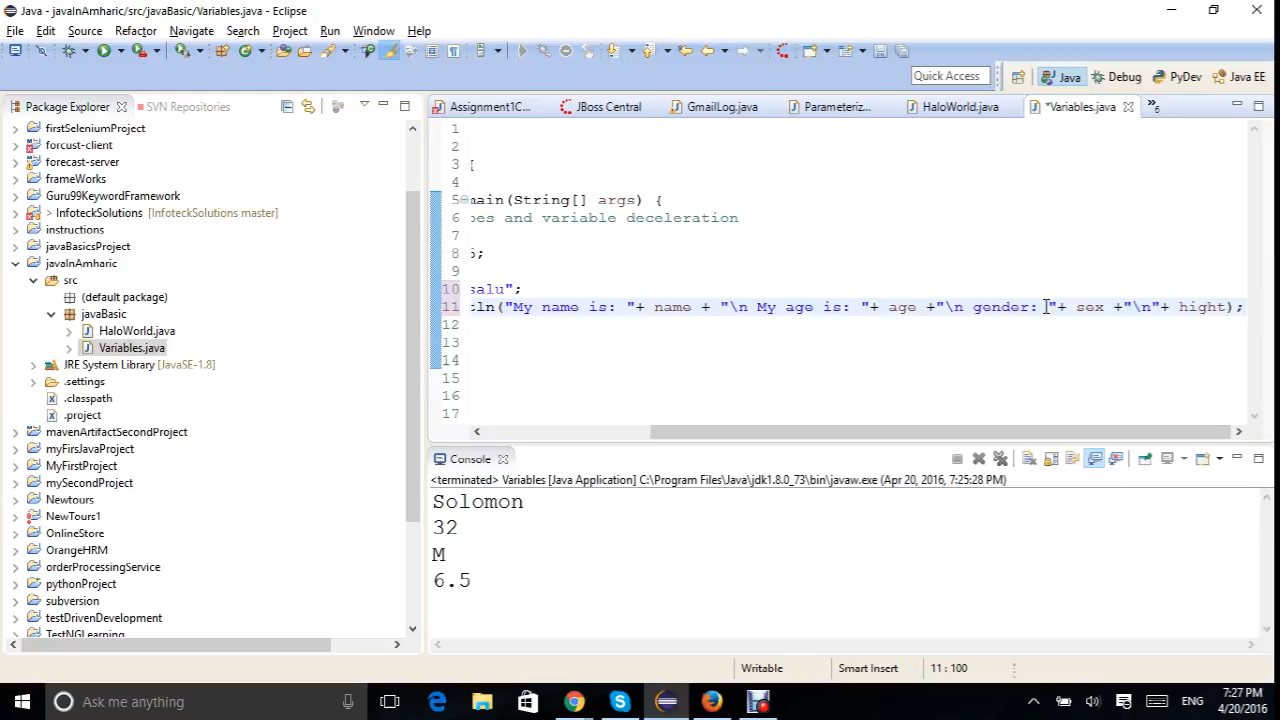 Java - javaInAmharic/src/javaBasic/Variables.java - Eclipse
File Edit Source Refactor Navigate Search Project Run Window Help
Quick Access Java Debug PyDev Java EE
Package Explorer SVN Repositories
firstSeleniumProject
forcust-client
forecast-server
frameWorks
Guru99KeywordFramework
> InfoteckSolutions [InfoteckSolutions master]
instructions
javaBasicsProject
javaInAmharic
src
(default package)
javaBasic
HaloWorld.java
Variables.java
JRE System Library [JavaSE-1.8]
.settings
.classpath
.project
mavenArtifactSecondProject
myFirsJavaProject
MyFirstProject
mySecondProject
Newtours
NewTours1
OnlineStore
OrangeHRM
orderProcessingService
pythonProject
subversion
testDrivenDevelopment
TestNGLearning
Assignment1C... JBoss Central GmailLog.java Parameteriz... HaloWorld.java *Variables.java »6
1
2
3 {
4
5 main(String[] args) {
6 pes and variable deceleration
7
8 5;
9
10 salu";
11 tln("My name is: "+ name + "\n My age is: "+ age +"\n gender: "+ sex +"\n"+ hight);
12
13
14
15
16
17
Console
<terminated> Variables [Java Application] C:\Program Files\Java\jdk1.8.0_73\bin\javaw.exe (Apr 20, 2016, 7:25:28 PM)
Solomon
32
M
6.5
Writable Smart Insert 11 : 100
Ask me anything
ENG
7:27 PM
4/20/2016